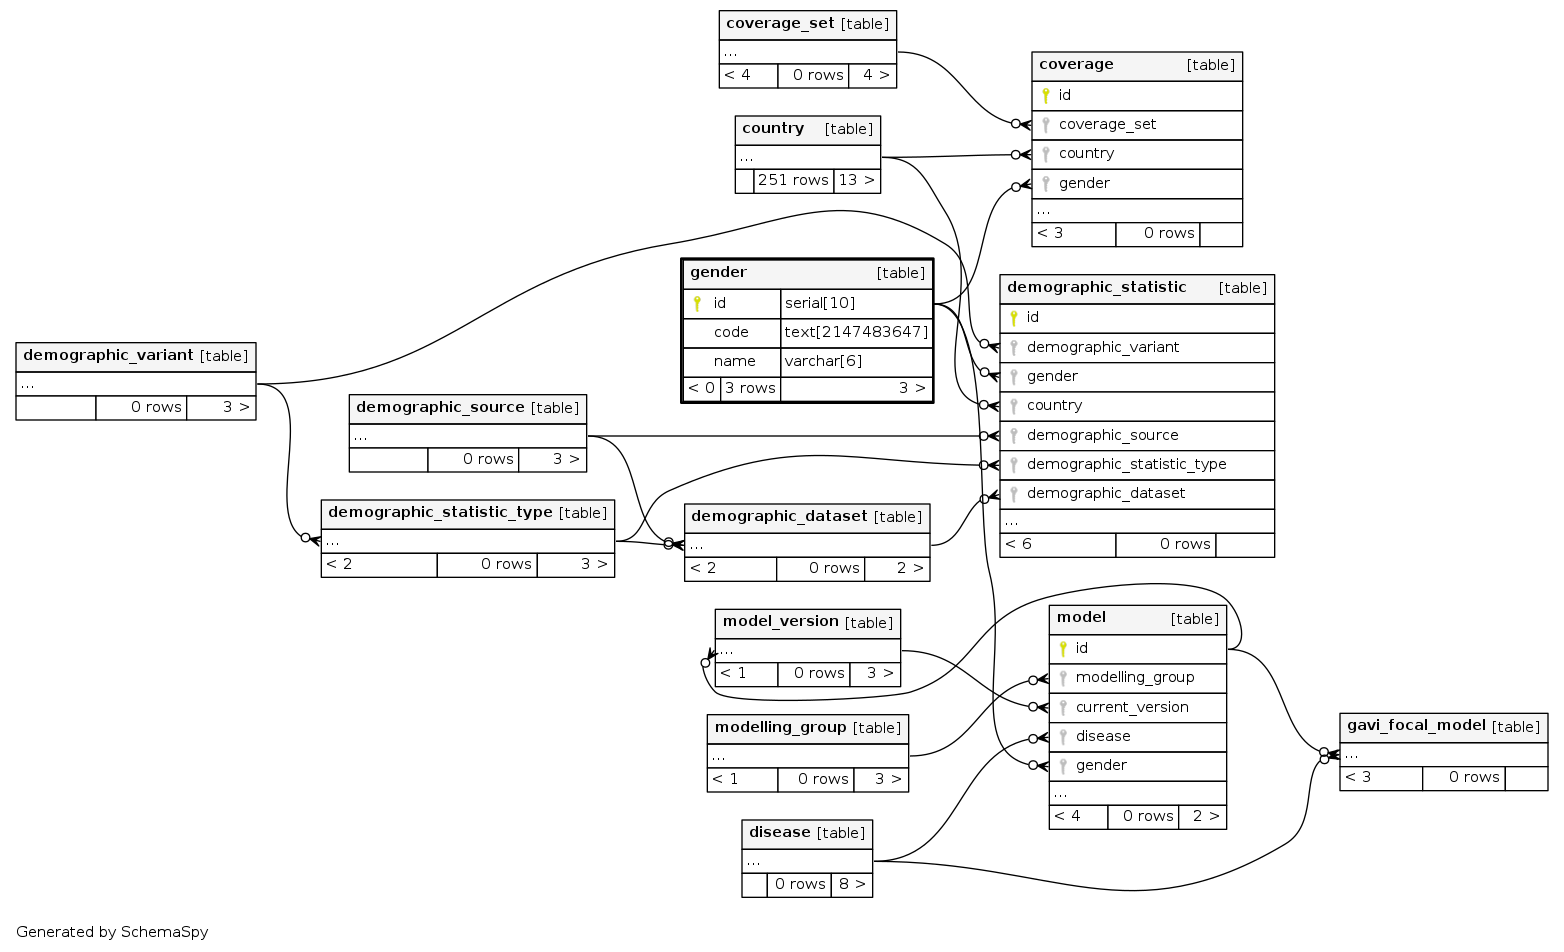 coverage_set [table]
...
< 4 0 rows 4 >
coverage [table]
id
coverage_set
country
gender
...
< 3 0 rows
country [table]
...
251 rows 13 >
gender [table]
id serial[10]
code text[2147483647]
name varchar[6]
< 0 3 rows 3 >
demographic_statistic [table]
id
demographic_variant
gender
country
demographic_source
demographic_statistic_type
demographic_dataset
...
< 6 0 rows
demographic_variant [table]
...
0 rows 3 >
demographic_source [table]
...
0 rows 3 >
demographic_statistic_type [table]
...
< 2 0 rows 3 >
demographic_dataset [table]
...
< 2 0 rows 2 >
model_version [table]
...
< 1 0 rows 3 >
model [table]
id
modelling_group
current_version
disease
gender
...
< 4 0 rows 2 >
modelling_group [table]
...
< 1 0 rows 3 >
gavi_focal_model [table]
...
< 3 0 rows
disease [table]
...
0 rows 8 >
Generated by SchemaSpy